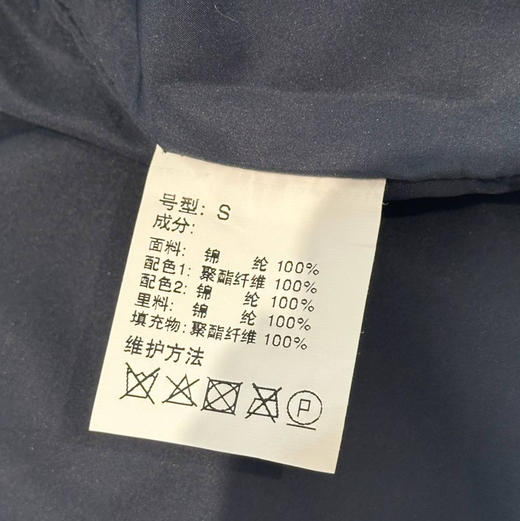 号型: S
成分:
面料: 锦 纶 100%
配色1: 聚酯纤维 100%
配色2: 锦 纶 100%
里料: 锦 纶 100%
填充物: 聚酯纤维 100%
维护方法
P